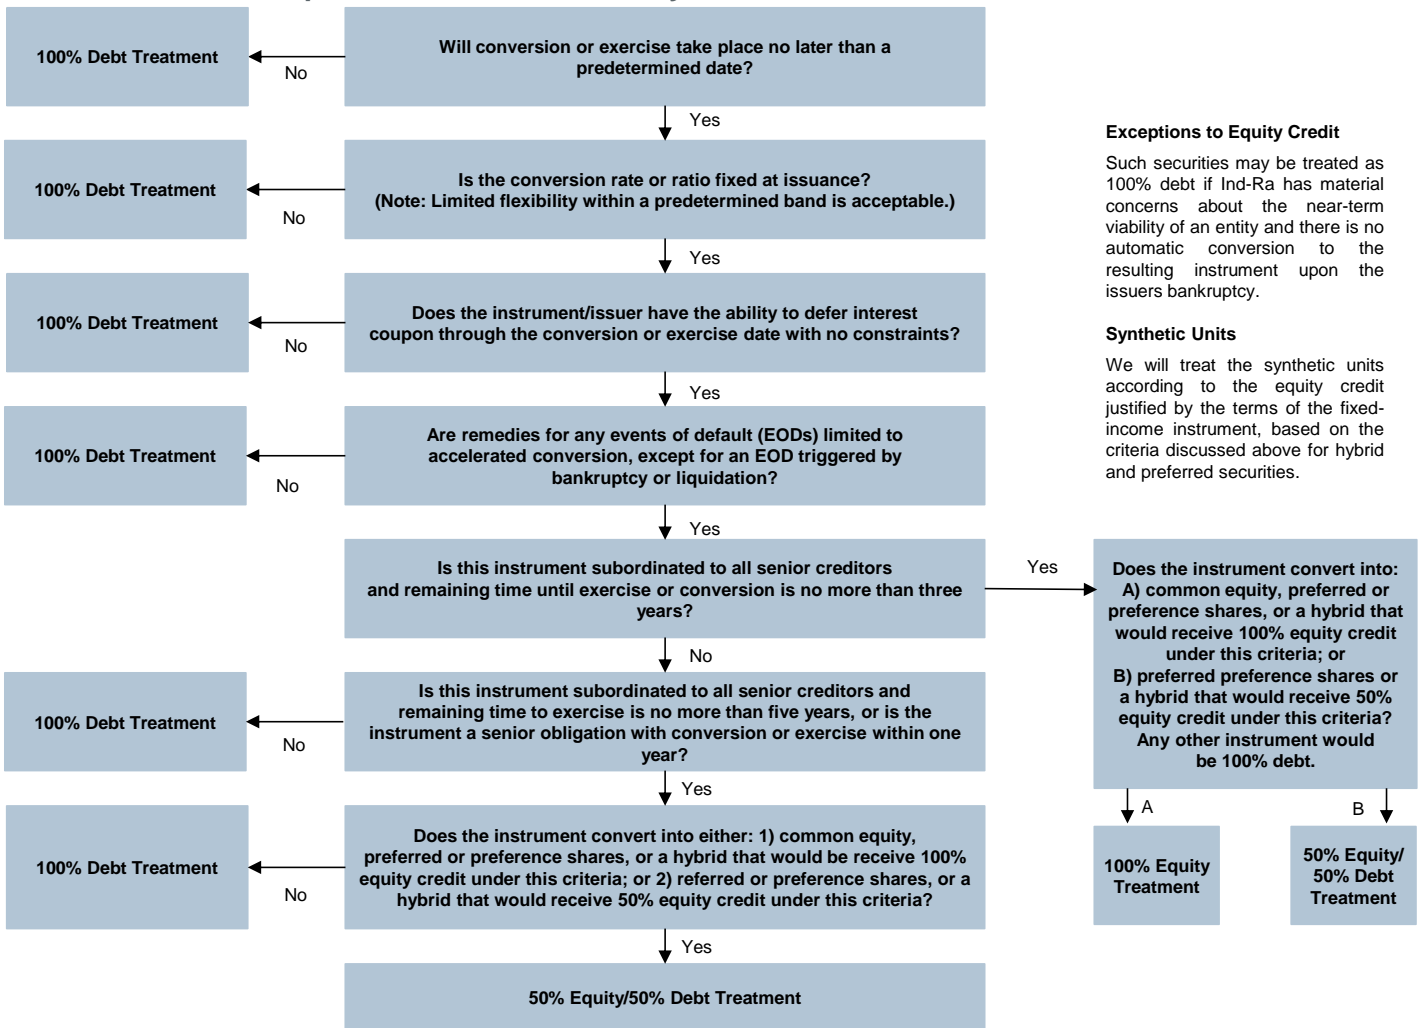 100% Debt Treatment
No
Will conversion or exercise take place no later than a
predetermined date?
Yes
100% Debt Treatment
No
Is the conversion rate or ratio fixed at issuance?
(Note: Limited flexibility within a predetermined band is acceptable.)
Yes
100% Debt Treatment
No
Does the instrument/issuer have the ability to defer interest
coupon through the conversion or exercise date with no constraints?
Yes
100% Debt Treatment
No
Are remedies for any events of default (EODs) limited to
accelerated conversion, except for an EOD triggered by
bankruptcy or liquidation?
Yes
Is this instrument subordinated to all senior creditors
and remaining time until exercise or conversion is no more than three
years?
Yes
No
100% Debt Treatment
No
Is this instrument subordinated to all senior creditors and
remaining time to exercise is no more than five years, or is the
instrument a senior obligation with conversion or exercise within one
year?
Yes
100% Debt Treatment
No
Does the instrument convert into either: 1) common equity,
preferred or preference shares, or a hybrid that would be receive 100%
equity credit under this criteria; or 2) referred or preference shares, or a
hybrid that would receive 50% equity credit under this criteria?
Yes
50% Equity/50% Debt Treatment
Exceptions to Equity Credit
Such securities may be treated as
100% debt if Ind-Ra has material
concerns about the near-term
viability of an entity and there is no
automatic conversion to the
resulting instrument upon the
issuers bankruptcy.
Synthetic Units
We will treat the synthetic units
according to the equity credit
justified by the terms of the fixed-
income instrument, based on the
criteria discussed above for hybrid
and preferred securities.
Does the instrument convert into:
A) common equity, preferred or
preference shares, or a hybrid that
would receive 100% equity credit
under this criteria; or
B) preferred preference shares or
a hybrid that would receive 50%
equity credit under this criteria?
Any other instrument would
be 100% debt.
A
B
100% Equity
Treatment
50% Equity/
50% Debt
Treatment